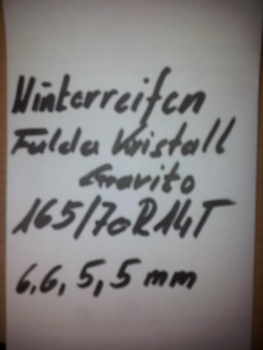 Winterreifen
Fulda Kristall
Gravito
165/70R14T
6,6,5,5 mm